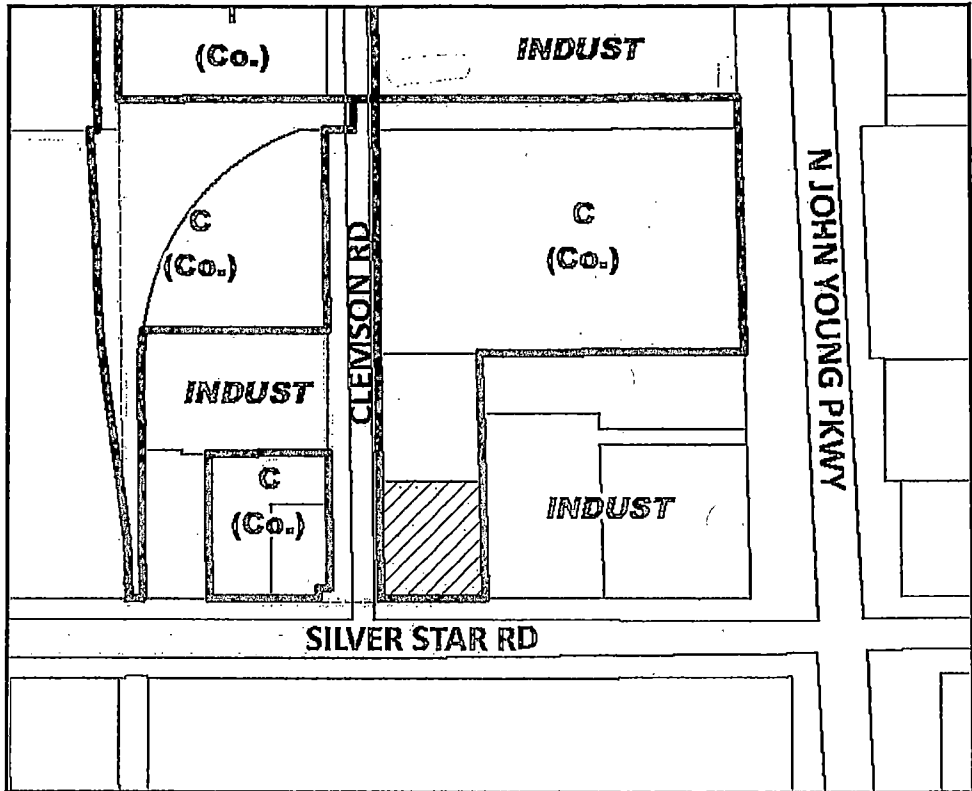 (Co.)
INDUST
C
(Co.)
C
(Co.)
CLEMSON RD
N JOHN YOUNG PKWY
INDUST
C
(Co.)
INDUST
SILVER STAR RD